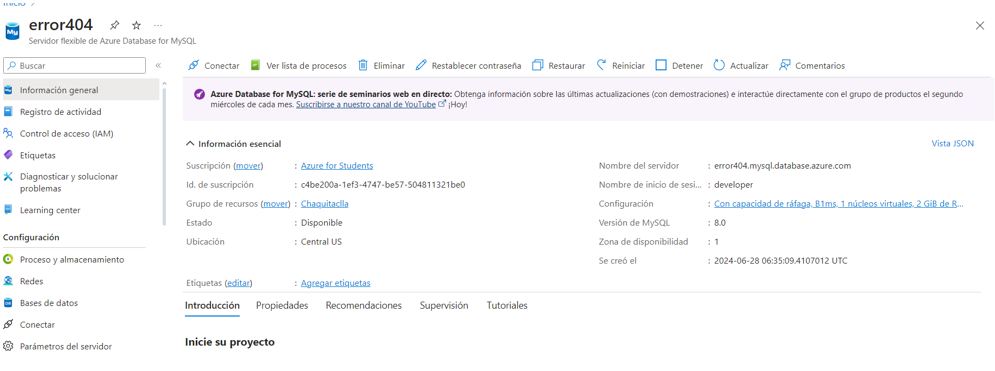 Inicio
error404
Servidor flexible de Azure Database for MySQL
My
Buscar
Información general
Registro de actividad
Control de acceso (IAM)
Etiquetas
Diagnosticar y solucionar
problemas
Learning center
Configuración
Proceso y almacenamiento
Redes
Bases de datos
Conectar
Parámetros del servidor
Conectar Ver lista de procesos Eliminar Restablecer contraseña Restaurar Reiniciar Detener Actualizar Comentarios
Azure Database for MySQL: serie de seminarios web en directo: Obtenga información sobre las últimas actualizaciones (con demostraciones) e interactúe directamente con el grupo de productos el segundo
miércoles de cada mes. Suscribirse a nuestro canal de YouTube ¡Hoy!
Información esencial
Vista JSON
Suscripción (mover) : Azure for Students
Id. de suscripción : c4be200a-1ef3-4747-be57-504811321be0
Grupo de recursos (mover) : Chaquitaclla
Estado : Disponible
Ubicación : Central US
Etiquetas (editar) : Agregar etiquetas
Nombre del servidor : error404.mysql.database.azure.com
Nombre de inicio de sesi... : developer
Configuración : Con capacidad de ráfaga, B1ms, 1 núcleos virtuales, 2 GiB de R...
Versión de MySQL : 8.0
Zona de disponibilidad : 1
Se creó el : 2024-06-28 06:35:09.4107012 UTC
Introducción Propiedades Recomendaciones Supervisión Tutoriales
Inicie su proyecto